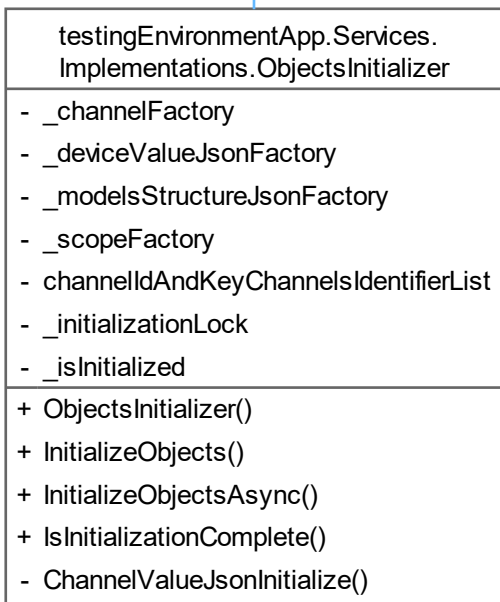 testingEnvironmentApp.Services.
Implementations.ObjectsInitializer
- _channelFactory
- _deviceValueJsonFactory
- _modelsStructureJsonFactory
- _scopeFactory
- channelIdAndKeyChannelsIdentifierList
- _initializationLock
- _isInitialized
+ ObjectsInitializer()
+ InitializeObjects()
+ InitializeObjectsAsync()
+ IsInitializationComplete()
- ChannelValueJsonInitialize()